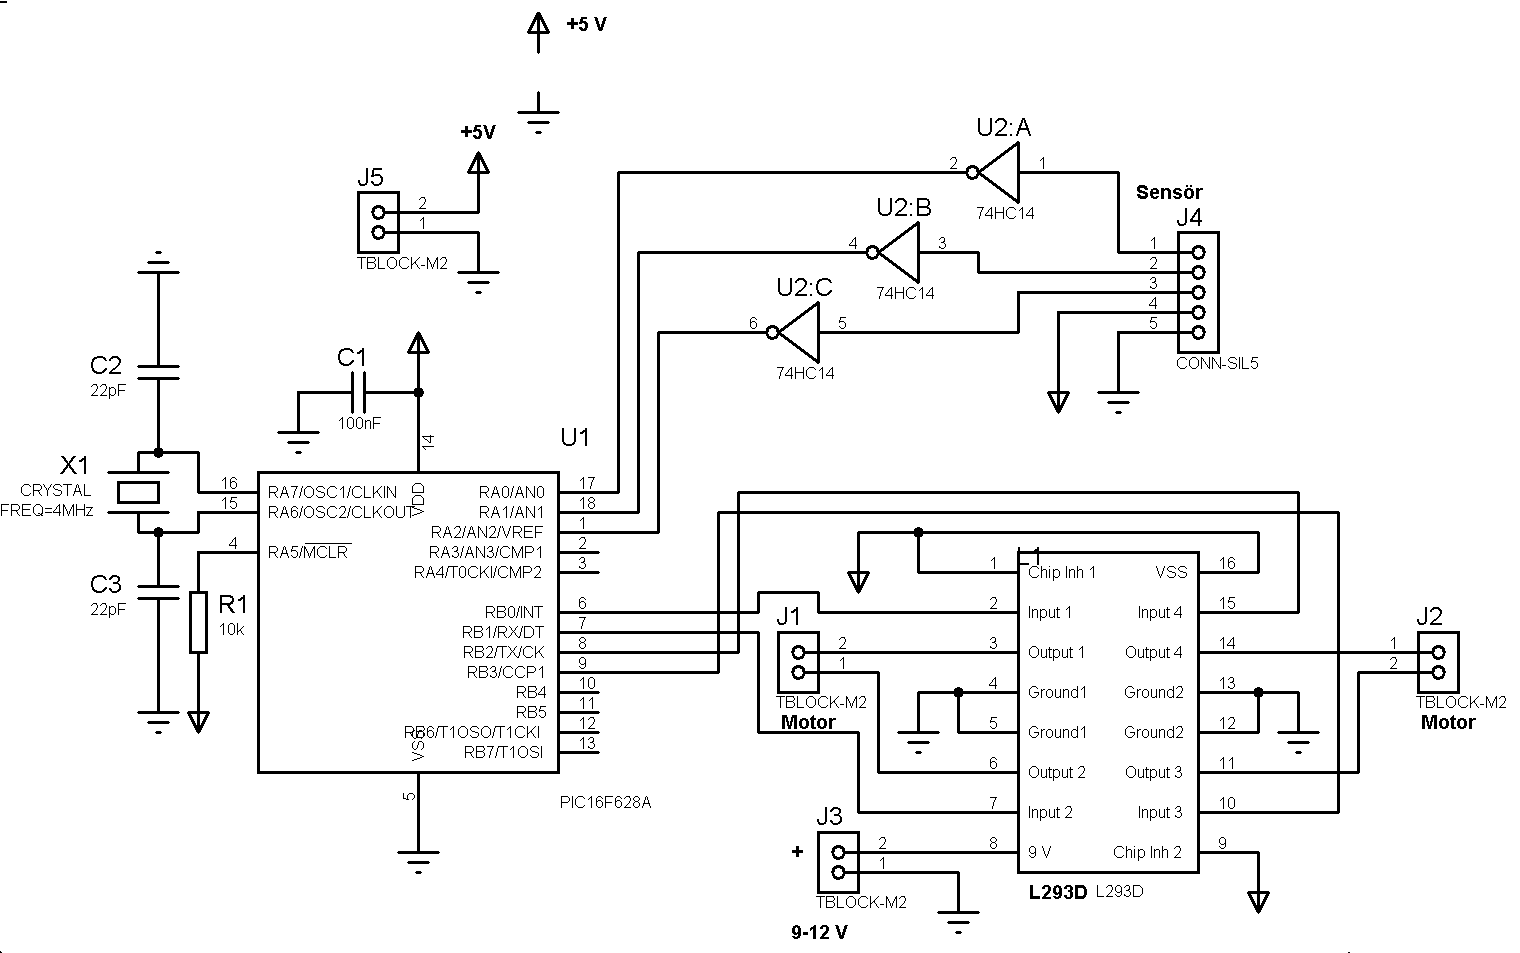 +5 V
+5V
J5
2
1
TBLOCK-M2
U2:A
2
1
74HC14
U2:B
4
3
74HC14
U2:C
6
5
74HC14
Sensör
J4
1
2
3
4
5
CONN-SIL5
C2
22pF
C1
100nF
X1
CRYSTAL
FREQ=4MHz
C3
22pF
R1
10k
U1
16
RA7/OSC1/CLKIN
15
RA6/OSC2/CLKOUT
4
RA5/MCLR
14
VDD
RA0/AN0
17
RA1/AN1
18
RA2/AN2/VREF
1
RA3/AN3/CMP1
2
RA4/T0CKI/CMP2
3
RB0/INT
6
RB1/RX/DT
7
RB2/TX/CK
8
RB3/CCP1
9
RB4
10
RB5
11
RB6/T1OSO/T1CKI
12
RB7/T1OSI
13
VSS
5
PIC16F628A
J1
2
1
TBLOCK-M2
Motor
L1
1
Chip Inh 1
VSS
16
2
Input 1
Input 4
15
3
Output 1
Output 4
14
4
Ground1
Ground2
13
5
Ground1
Ground2
12
6
Output 2
Output 3
11
7
Input 2
Input 3
10
8
9 V
Chip Inh 2
9
L293D L293D
J2
1
2
TBLOCK-M2
Motor
J3
+
2
1
TBLOCK-M2
9-12 V